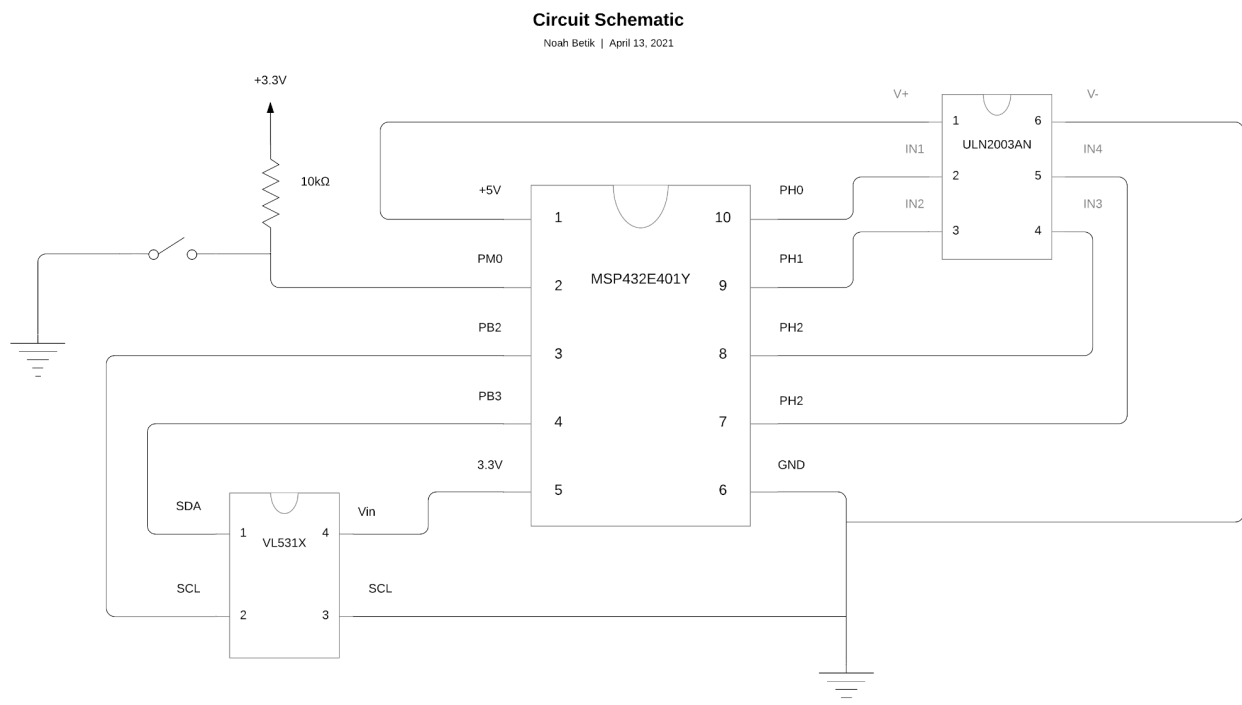 Circuit Schematic
Noah Betik | April 13, 2021
+3.3V
10kΩ
+5V
PM0
PB2
PB3
3.3V
1
2
3
4
5
MSP432E401Y
10
9
8
7
6
PH0
PH1
PH2
PH2
GND
V+
IN1
IN2
1
2
3
ULN2003AN
6
5
4
V-
IN4
IN3
SDA
SCL
1
2
VL531X
4
3
Vin
SCL